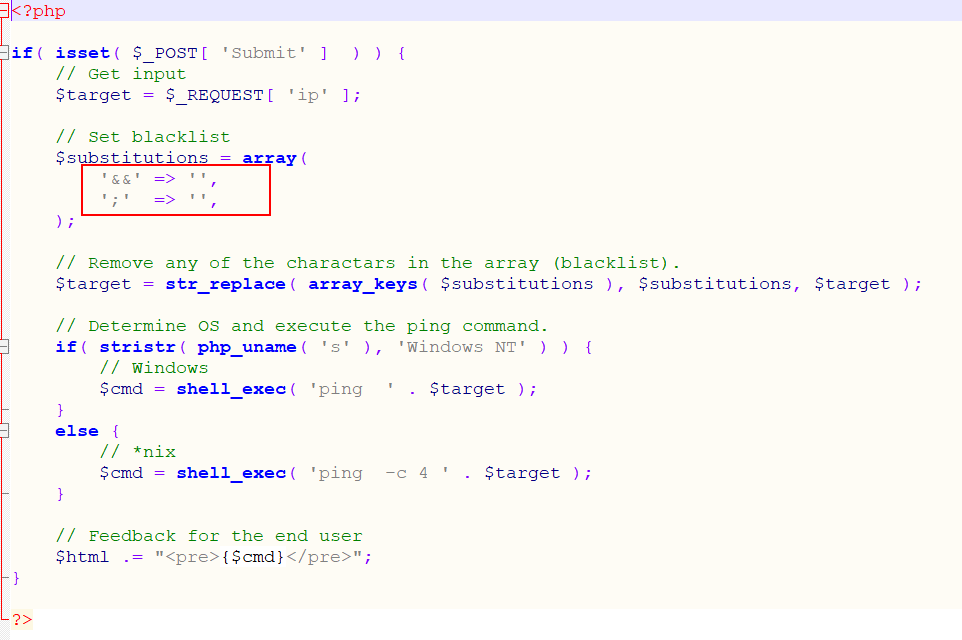 <?php
if( isset( $_POST[ 'Submit' ]  ) ) {
    // Get input
    $target = $_REQUEST[ 'ip' ];
    // Set blacklist
    $substitutions = array(
        '&&' => '',
        ';'  => '',
    );
    // Remove any of the charactars in the array (blacklist).
    $target = str_replace( array_keys( $substitutions ), $substitutions, $target );
    // Determine OS and execute the ping command.
    if( stristr( php_uname( 's' ), 'Windows NT' ) ) {
        // Windows
        $cmd = shell_exec( 'ping  ' . $target );
    }
    else {
        // *nix
        $cmd = shell_exec( 'ping  -c 4 ' . $target );
    }
    // Feedback for the end user
    $html .= "<pre>{$cmd}</pre>";
}
?>